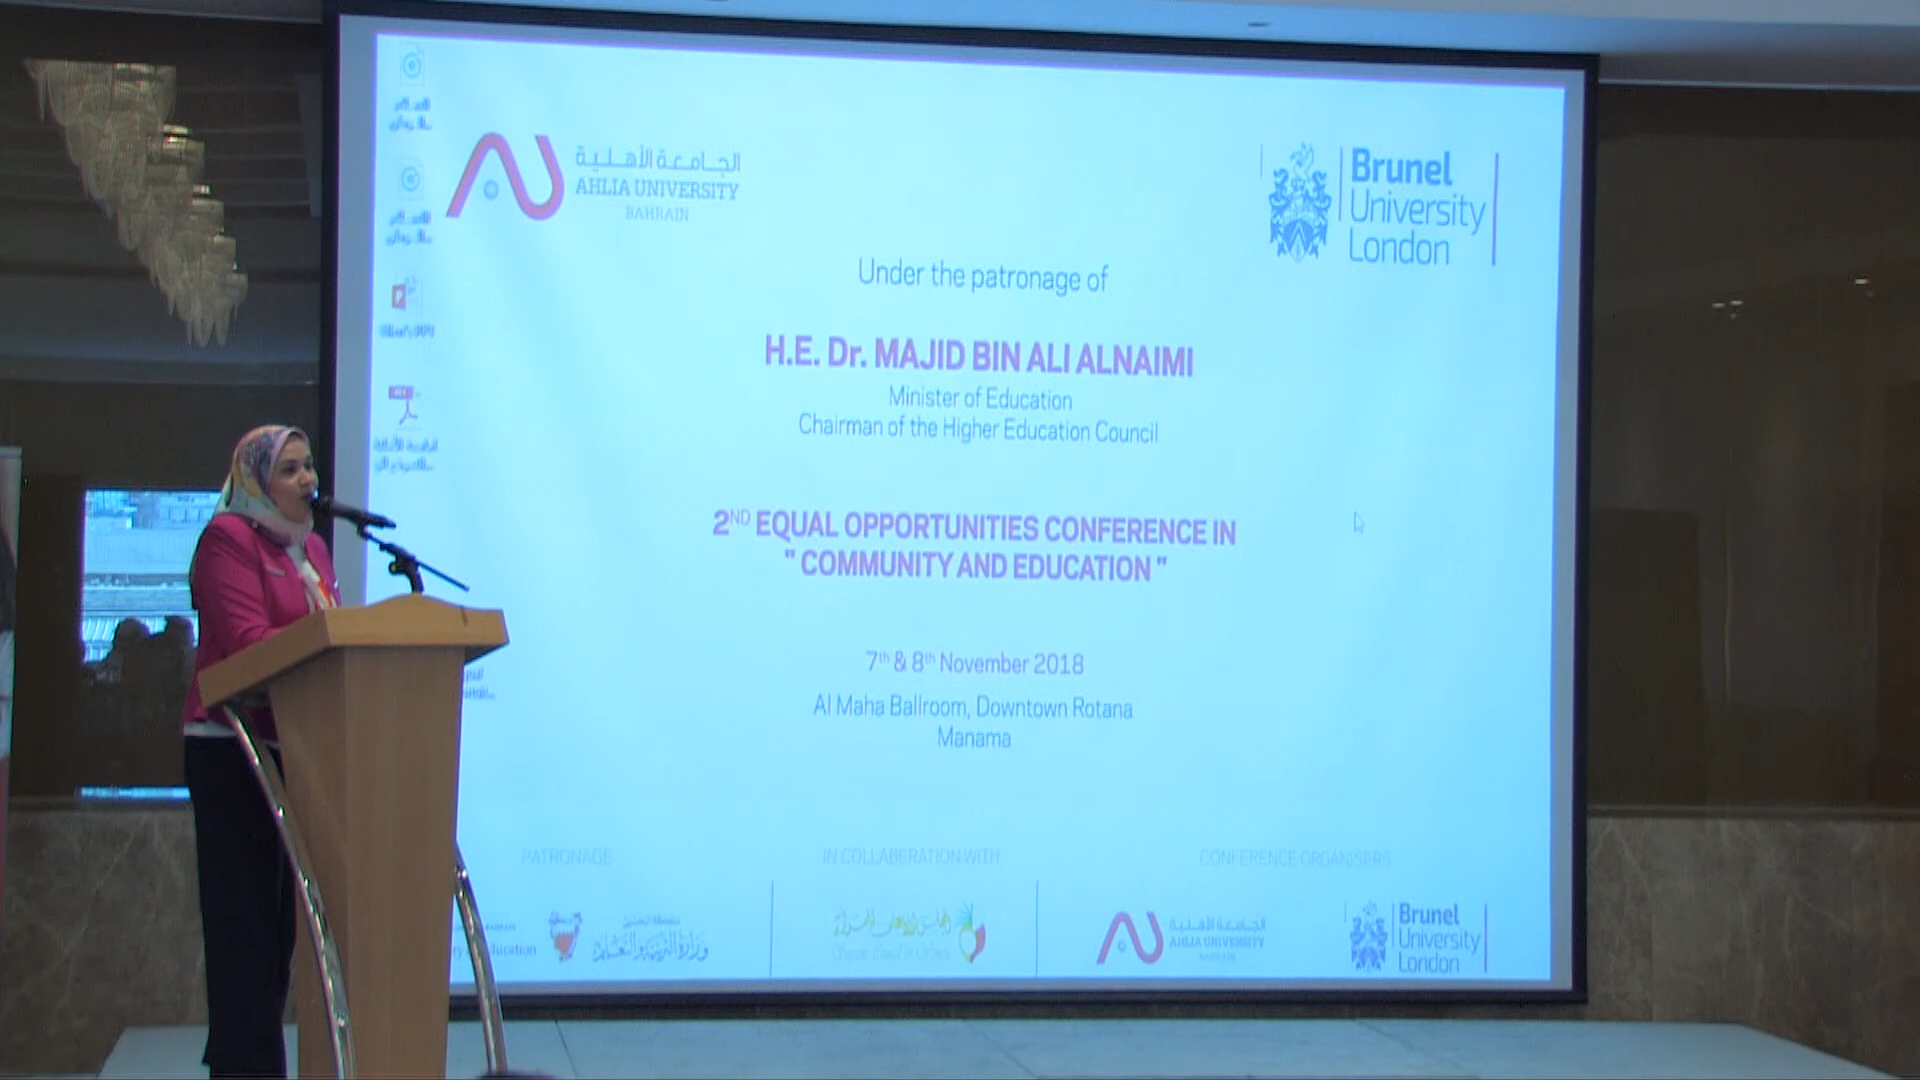 الجامعة الأهلية
AHLIA UNIVERSITY
BAHRAIN
Brunel
University
London
Under the patronage of
H.E. Dr. MAJID BIN ALI ALNAIMI
Minister of Education
Chairman of the Higher Education Council
2ND EQUAL OPPORTUNITIES CONFERENCE IN
" COMMUNITY AND EDUCATION "
7th & 8th November 2018
Al Maha Ballroom, Downtown Rotana
Manama
PATRONAGE
IN COLLABERATION WITH
CONFERENCE ORGANISERS
وزارة التربية والتعليم
المجلس الأعلى للمرأة
الجامعة الأهلية
AHLIA UNIVERSITY
BAHRAIN
Brunel
University
London